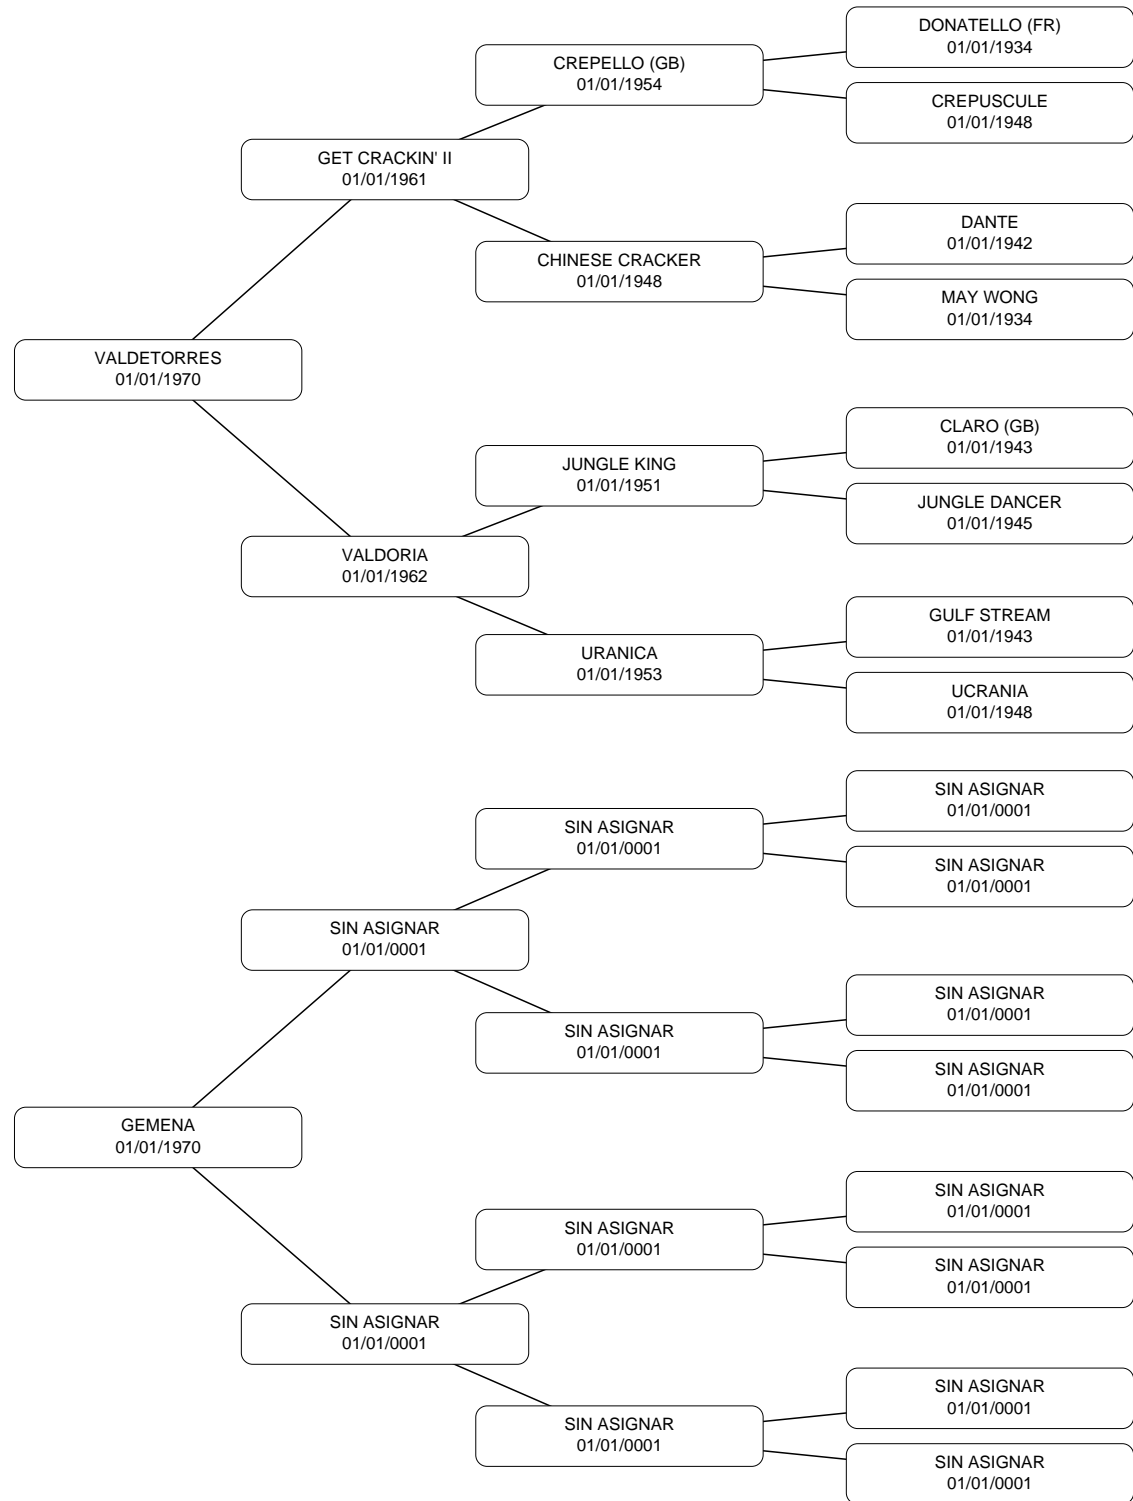 DONATELLO (FR)
01/01/1934
CREPELLO (GB)
01/01/1954
CREPUSCULE
01/01/1948
GET CRACKIN' II
01/01/1961
DANTE
01/01/1942
CHINESE CRACKER
01/01/1948
MAY WONG
01/01/1934
VALDETORRES
01/01/1970
CLARO (GB)
01/01/1943
JUNGLE KING
01/01/1951
JUNGLE DANCER
01/01/1945
VALDORIA
01/01/1962
GULF STREAM
01/01/1943
URANICA
01/01/1953
UCRANIA
01/01/1948
SIN ASIGNAR
01/01/0001
SIN ASIGNAR
01/01/0001
SIN ASIGNAR
01/01/0001
SIN ASIGNAR
01/01/0001
SIN ASIGNAR
01/01/0001
SIN ASIGNAR
01/01/0001
SIN ASIGNAR
01/01/0001
GEMENA
01/01/1970
SIN ASIGNAR
01/01/0001
SIN ASIGNAR
01/01/0001
SIN ASIGNAR
01/01/0001
SIN ASIGNAR
01/01/0001
SIN ASIGNAR
01/01/0001
SIN ASIGNAR
01/01/0001
SIN ASIGNAR
01/01/0001